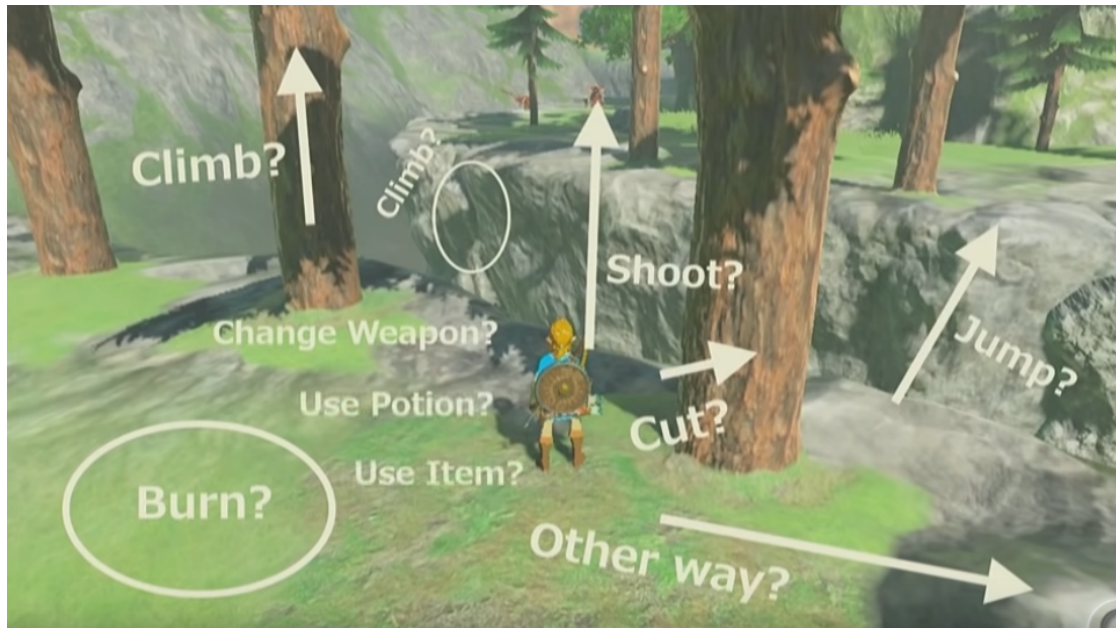 Climb?
Climb?
Shoot?
Change Weapon?
Jump?
Use Potion?
Cut?
Use Item?
Burn?
Other way?